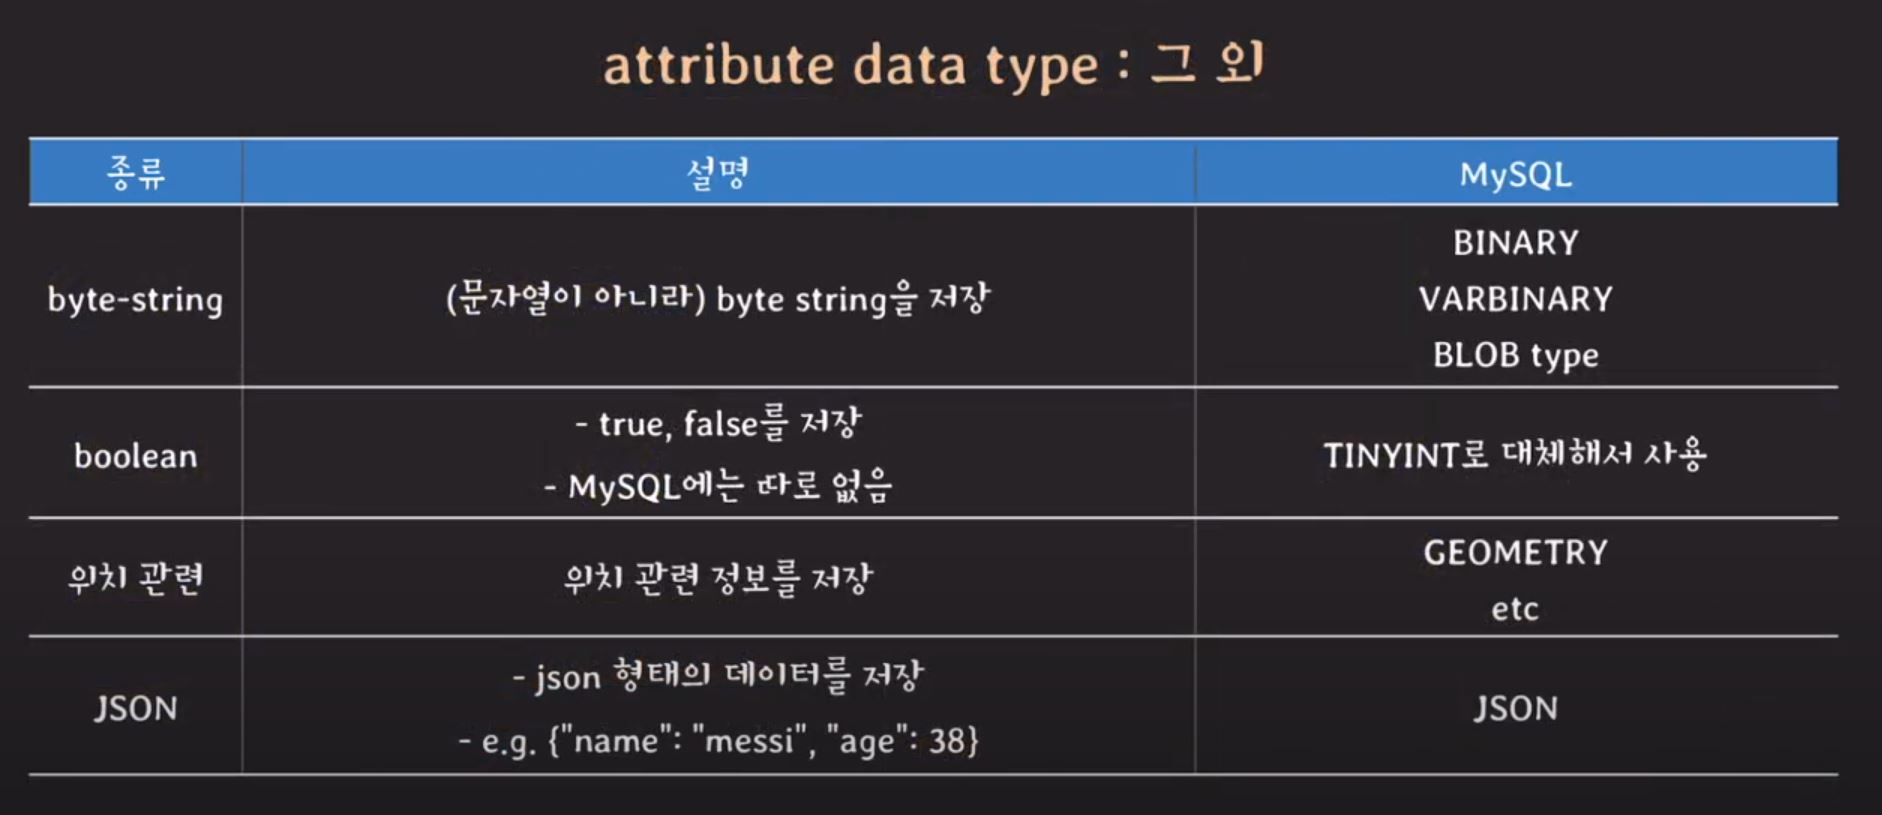 attribute data type : 그 외
종류 설명 MySQL
byte-string (문자열이 아니라) byte string을 저장 BINARY
VARBINARY
BLOB type
boolean - true, false를 저장
- MySQL에는 따로 없음
TINYINT로 대체해서 사용
위치 관련 위치 관련 정보를 저장 GEOMETRY
etc
JSON - json 형태의 데이터를 저장
- e.g. {"name": "messi", "age": 38}
JSON